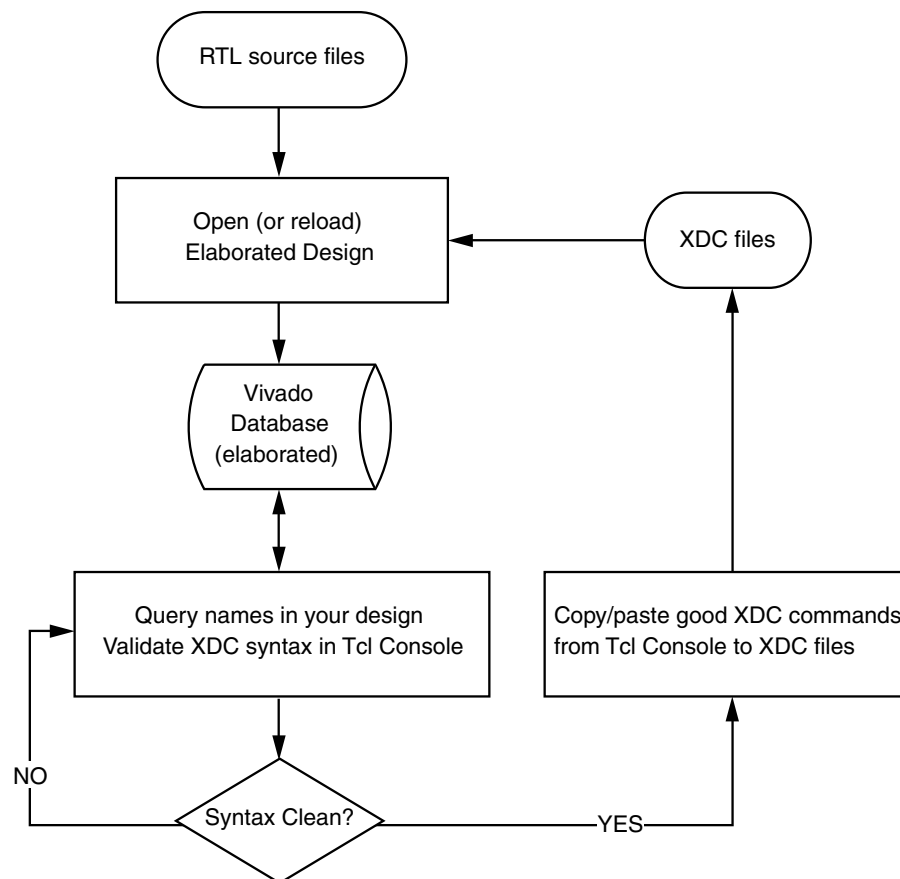 RTL source files
Open (or reload)
Elaborated Design
XDC files
Vivado
Database
(elaborated)
Query names in your design
Validate XDC syntax in Tcl Console
Copy/paste good XDC commands
from Tcl Console to XDC files
NO
Syntax Clean?
YES